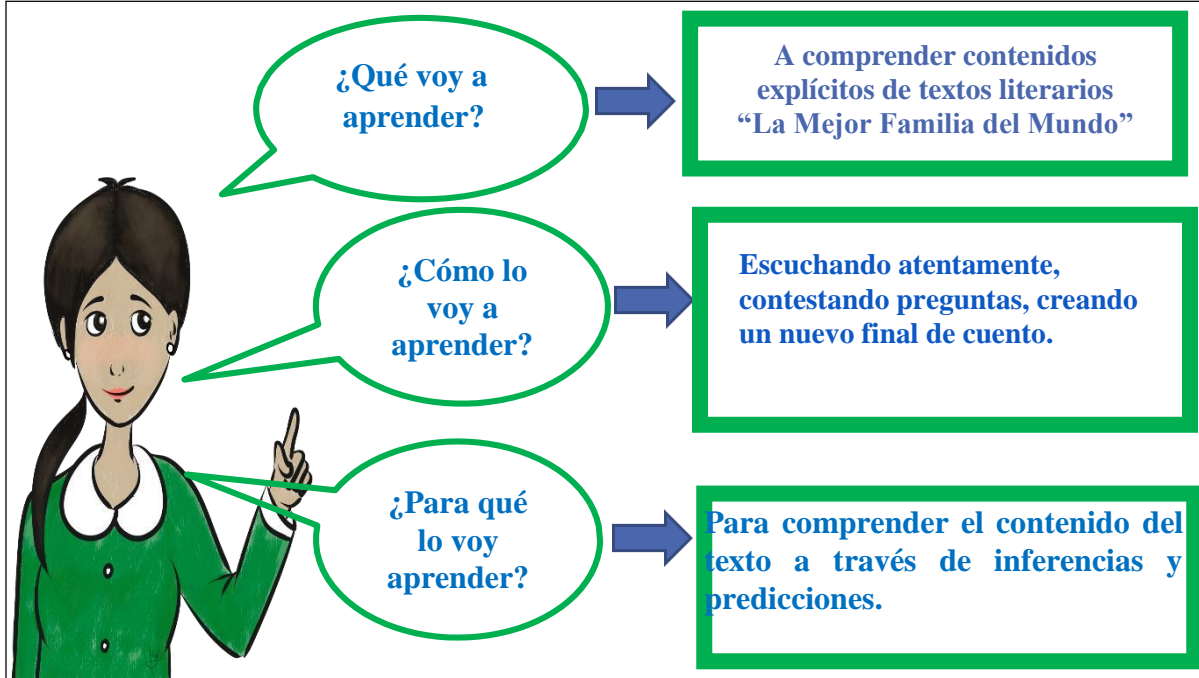 ¿Qué voy a
aprender?
A comprender contenidos
explícitos de textos literarios
“La Mejor Familia del Mundo”
¿Cómo lo
voy a
aprender?
Escuchando atentamente,
contestando preguntas, creando
un nuevo final de cuento.
¿Para qué
lo voy
aprender?
Para comprender el contenido del
texto a través de inferencias y
predicciones.